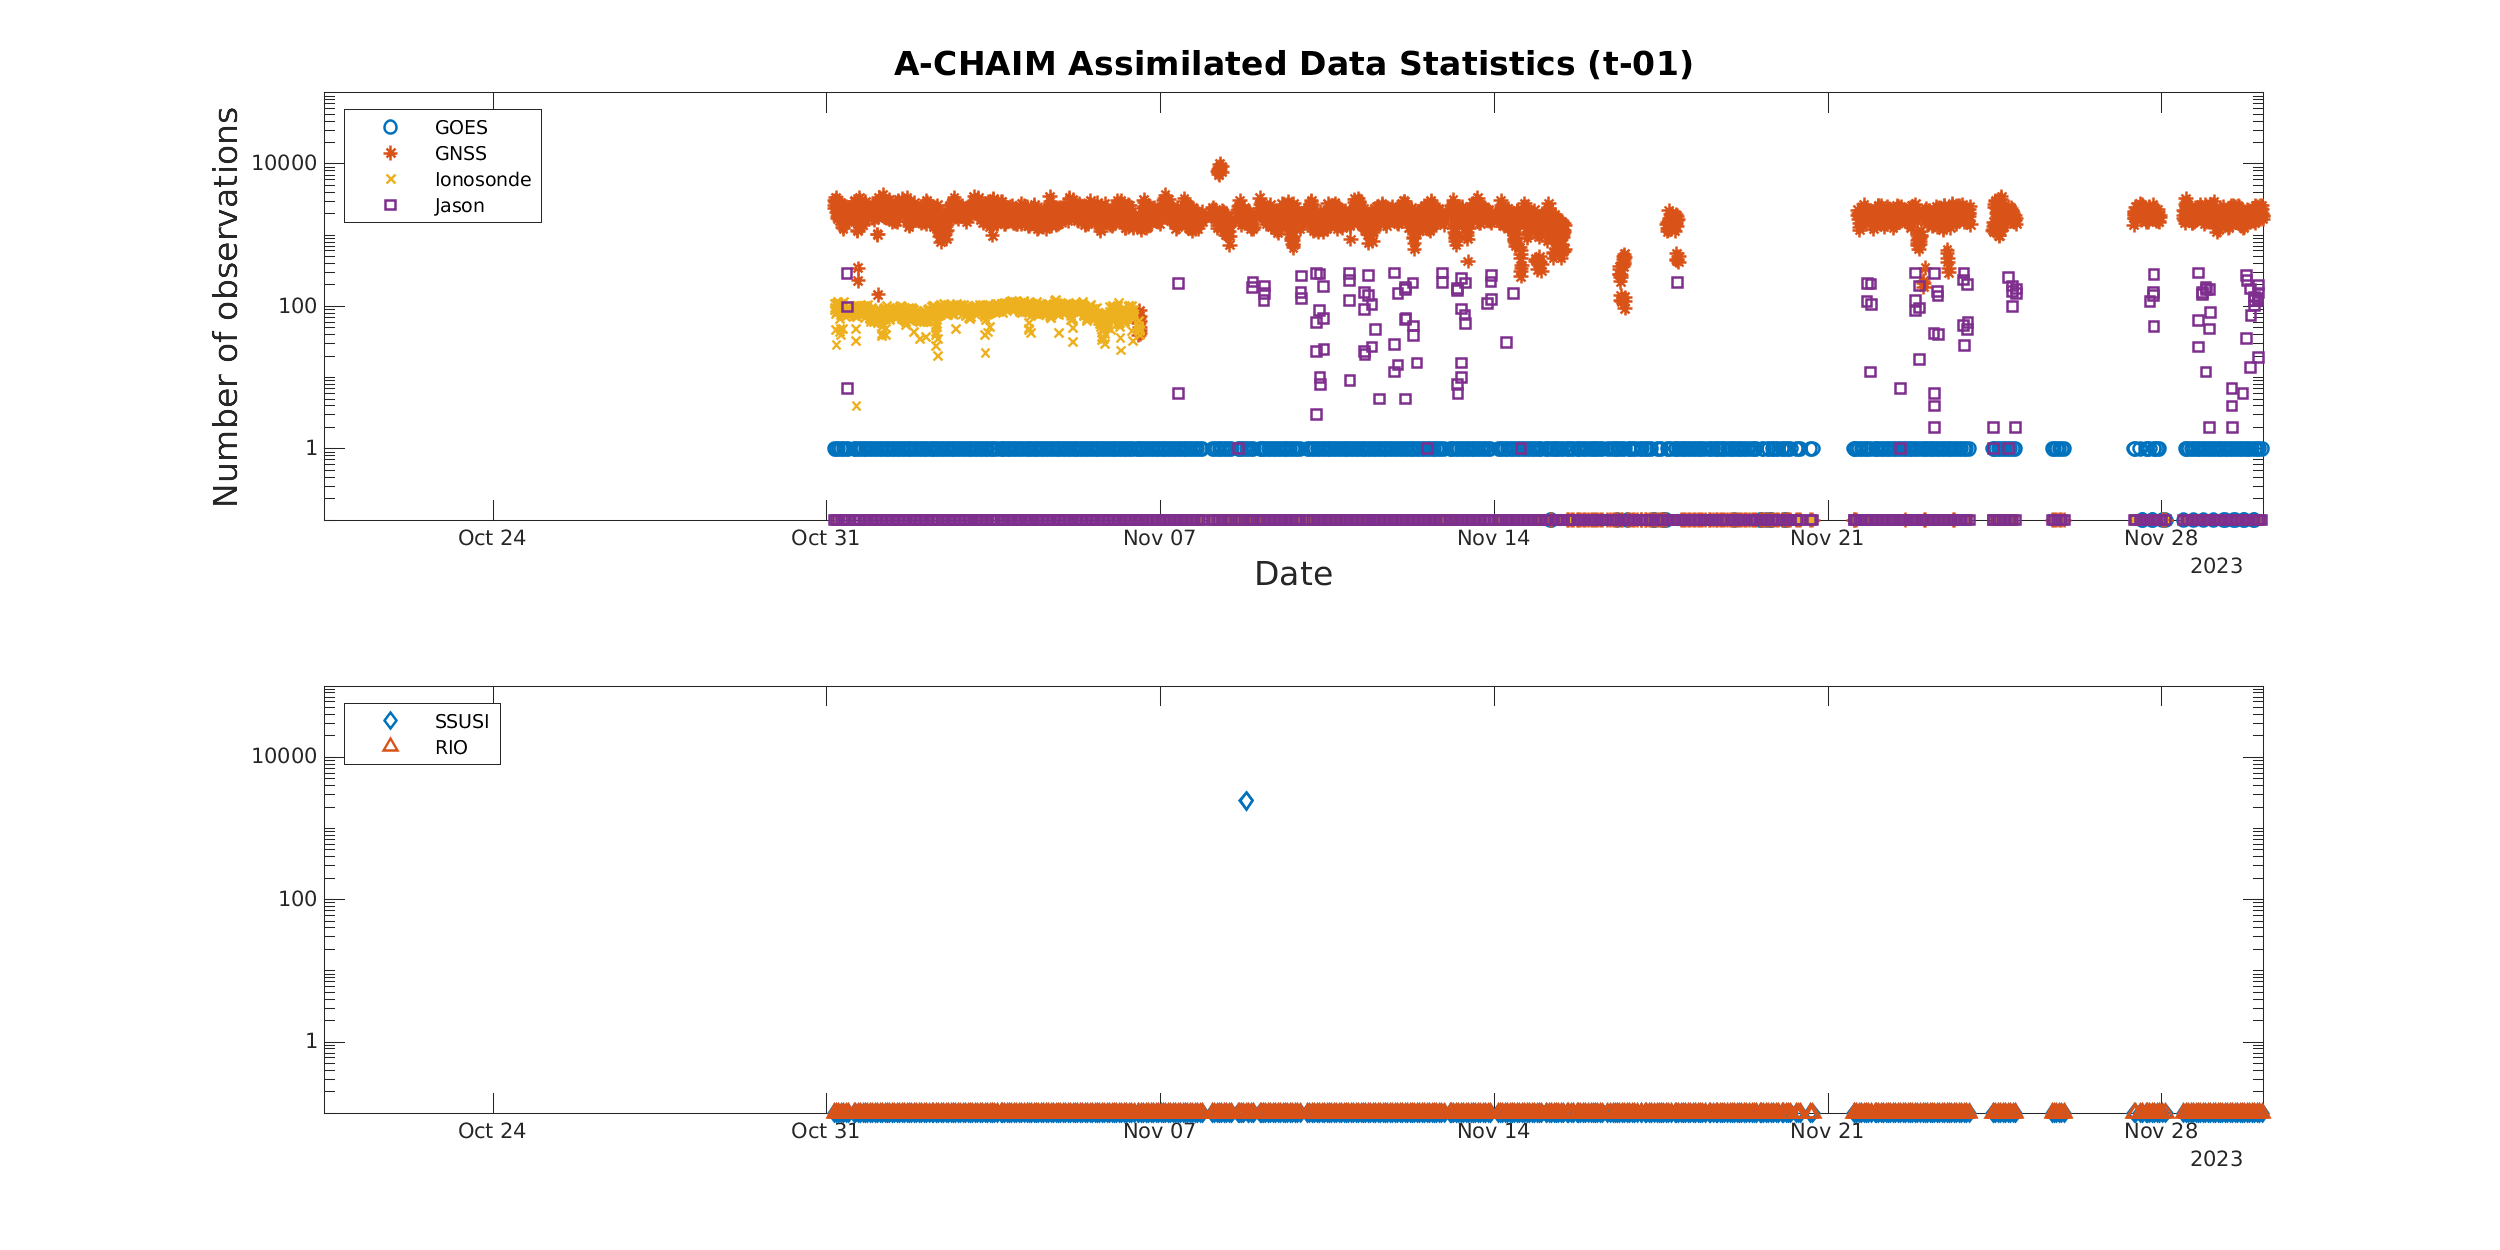 A-CHAIM Assimilated Data Statistics (t-01)
Number of observations
GOES
GNSS
Ionosonde
Jason
10000
100
1
Oct 24
Oct 31
Nov 07
Nov 14
Nov 21
Nov 28
2023
Date
SSUSI
RIO
10000
100
1
Oct 24
Oct 31
Nov 07
Nov 14
Nov 21
Nov 28
2023